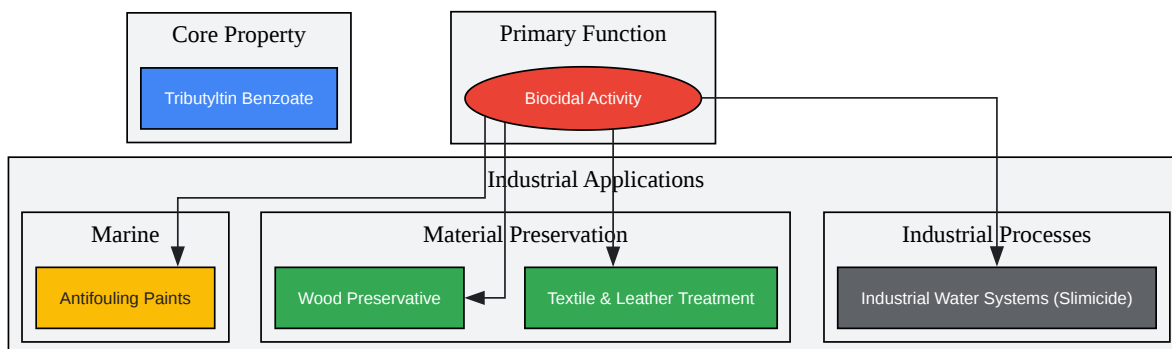 Core Property
Primary Function
Tributyltin Benzoate
Biocidal Activity
Industrial Applications
Marine
Material Preservation
Industrial Processes
Antifouling Paints
Wood Preservative
Textile & Leather Treatment
Industrial Water Systems (Slimicide)